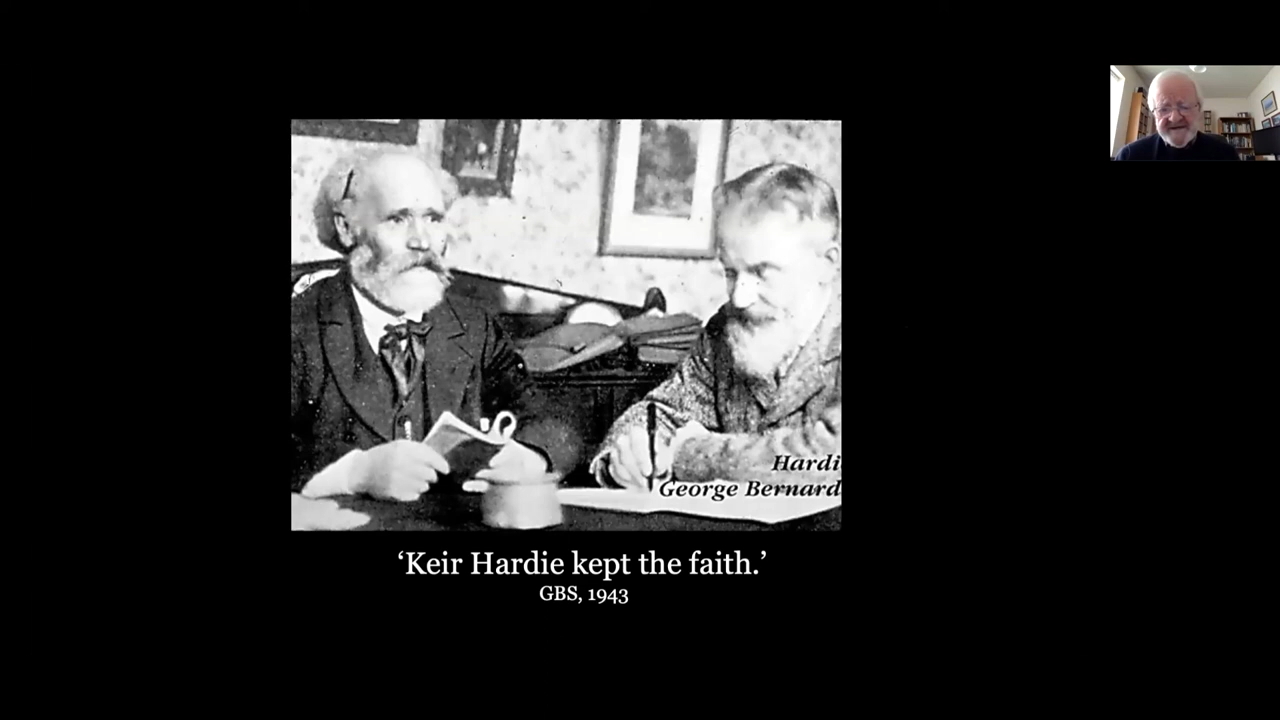 Hardi
George Bernard
‘Keir Hardie kept the faith.’
GBS, 1943